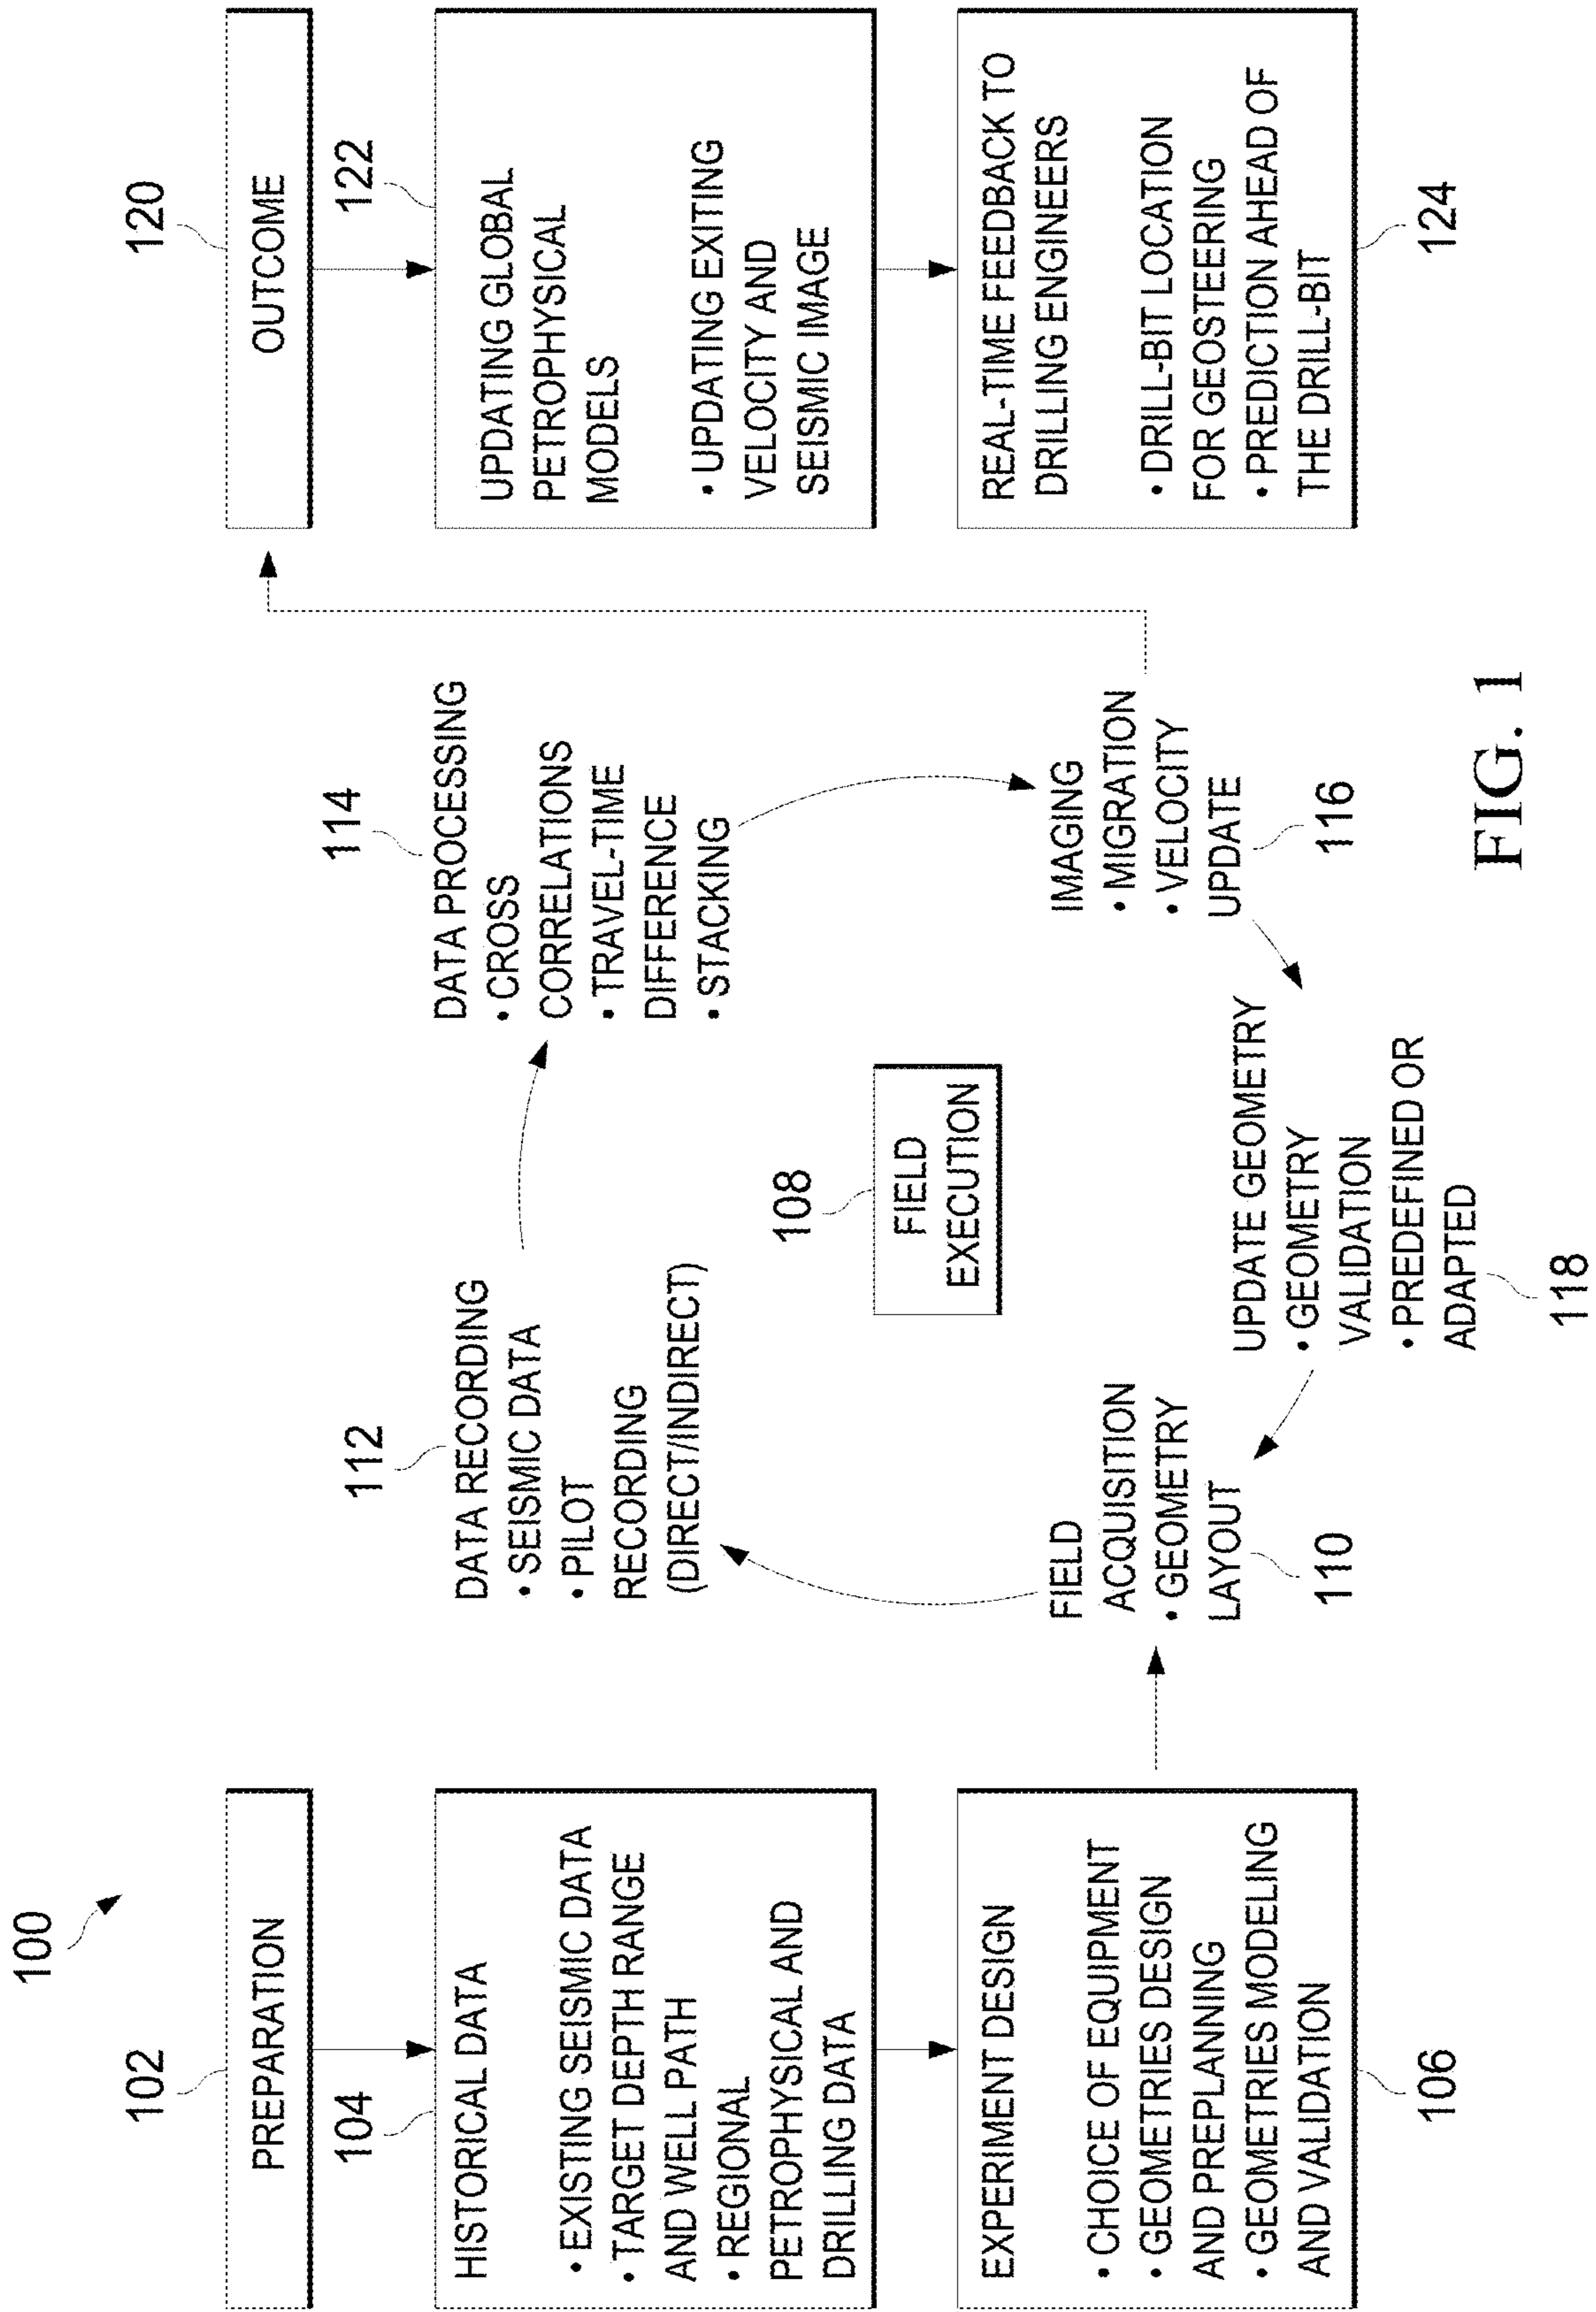 100
102
PREPARATION
104
HISTORICAL DATA
• EXISTING SEISMIC DATA
• TARGET DEPTH RANGE
AND WELL PATH
• REGIONAL
PETROPHYSICAL AND
DRILLING DATA
EXPERIMENT DESIGN
• CHOICE OF EQUIPMENT
• GEOMETRIES DESIGN
AND PREPLANNING
• GEOMETRIES MODELING
AND VALIDATION
106
112
DATA RECORDING
• SEISMIC DATA
• PILOT
RECORDING
(DIRECT/INDIRECT)
114
DATA PROCESSING
• CROSS
CORRELATIONS
• TRAVEL-TIME
DIFFERENCE
• STACKING
108
FIELD
EXECUTION
FIELD
ACQUISITION
• GEOMETRY
LAYOUT
110
IMAGING
• MIGRATION
• VELOCITY
UPDATE
116
UPDATE GEOMETRY
• GEOMETRY
VALIDATION
• PREDEFINED OR
ADAPTED
118
120
OUTCOME
122
UPDATING GLOBAL
PETROPHYSICAL
MODELS
• UPDATING EXITING
VELOCITY AND
SEISMIC IMAGE
REAL-TIME FEEDBACK TO
DRILLING ENGINEERS
• DRILL-BIT LOCATION
FOR GEOSTEERING
• PREDICTION AHEAD OF
THE DRILL-BIT
124
FIG. 1